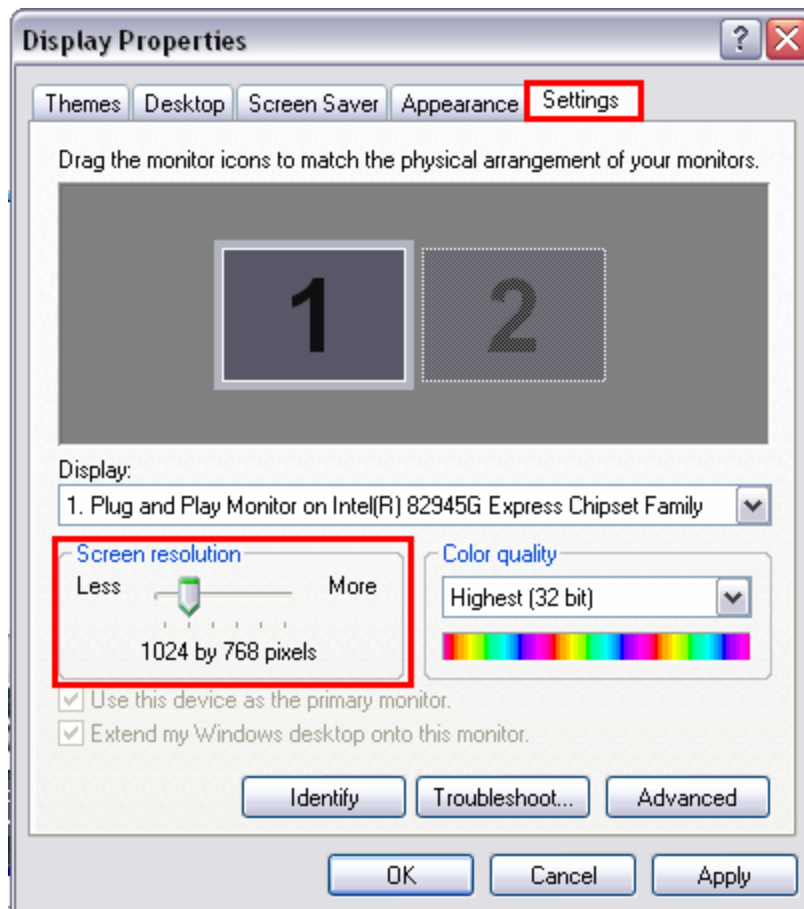 Display Properties
?
Themes Desktop Screen Saver Appearance Settings
Drag the monitor icons to match the physical arrangement of your monitors.
1 2
Display:
1. Plug and Play Monitor on Intel(R) 82945G Express Chipset Family
Screen resolution
Less More
1024 by 768 pixels
Color quality
Highest (32 bit)
Use this device as the primary monitor.
Extend my Windows desktop onto this monitor.
Identify Troubleshoot... Advanced
OK Cancel Apply